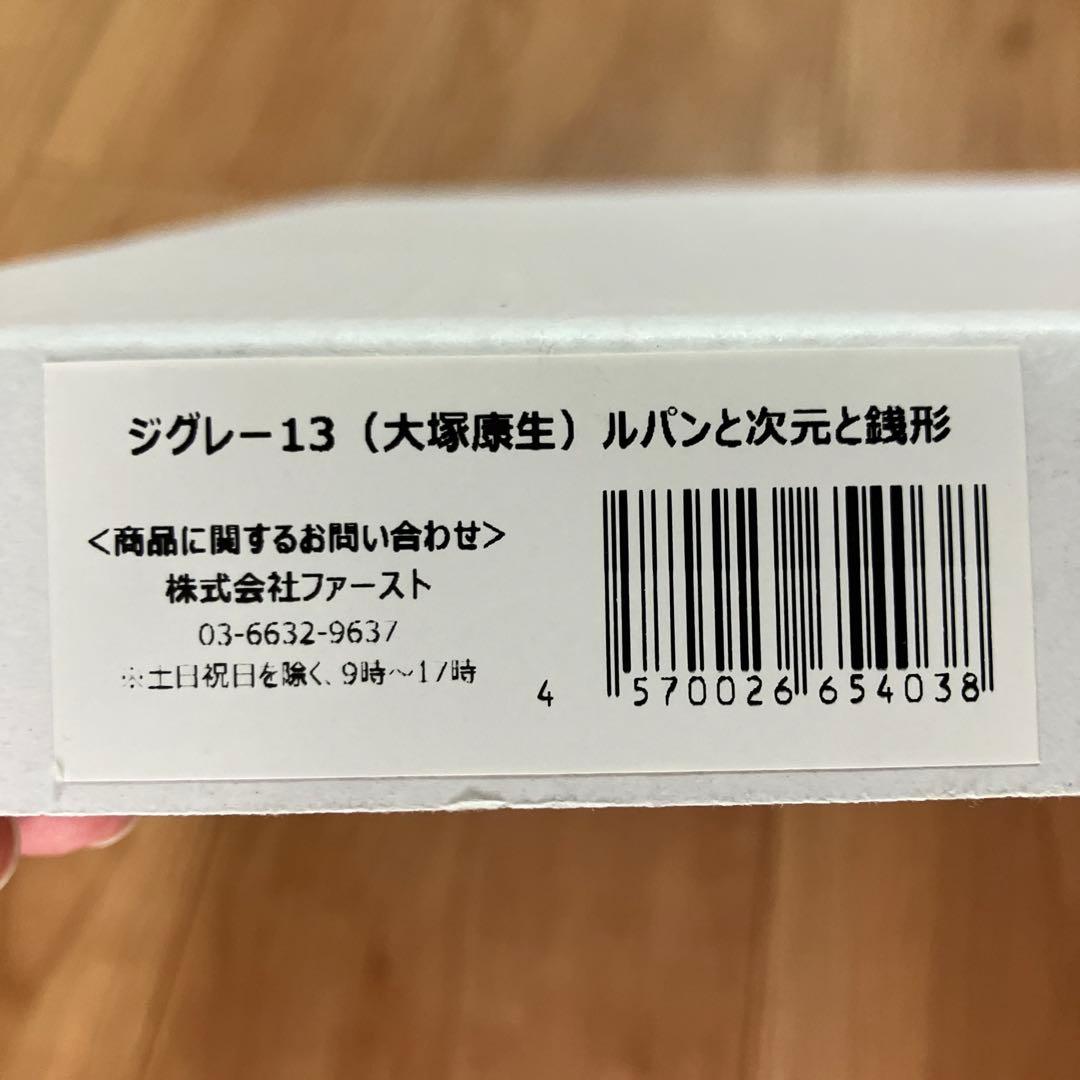 ジグレー13（大塚康生）ルパンと次元と銭形
<商品に関するお問い合わせ>
株式会社ファースト
03-6632-9637
※土日祝日を除く、9時〜17時
4 570026 654038